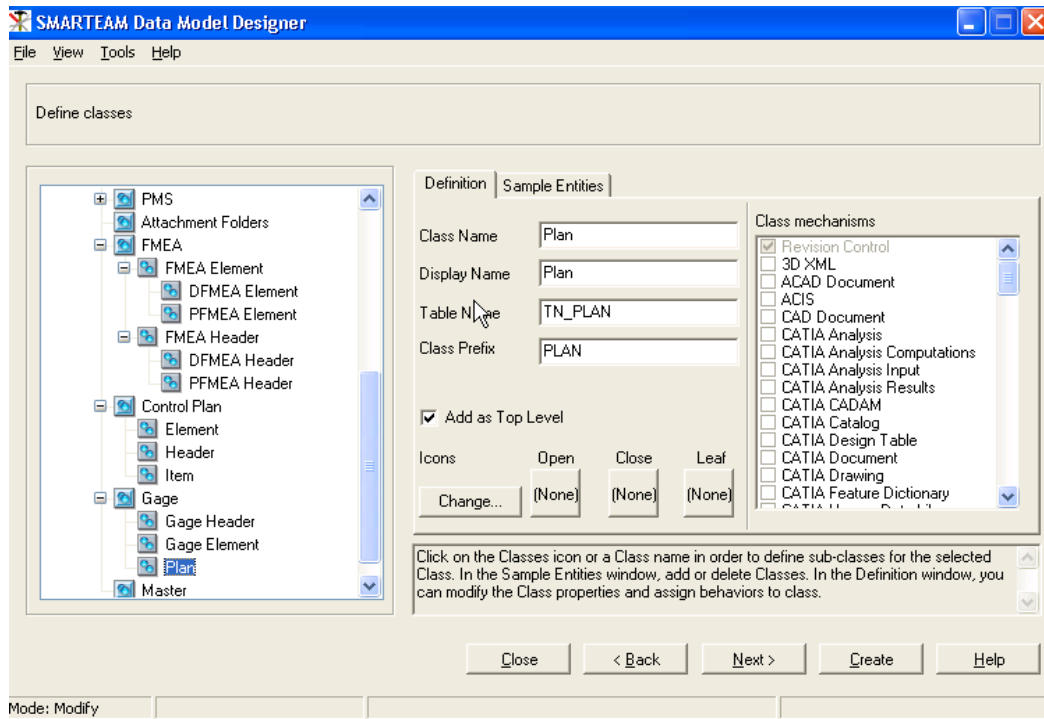 SMARTEAM Data Model Designer
File View Tools Help
Define classes
PMS
Attachment Folders
FMEA
FMEA Element
DFMEA Element
PFMEA Element
FMEA Header
DFMEA Header
PFMEA Header
Control Plan
Element
Header
Item
Gage
Gage Header
Gage Element
Plan
Master
Definition Sample Entities
Class Name Plan
Display Name Plan
Table Name TN_PLAN
Class Prefix PLAN
Add as Top Level
Icons Open Close Leaf
Change... (None) (None) (None)
Class mechanisms
Revision Control
3D XML
ACAD Document
ACIS
CAD Document
CATIA Analysis
CATIA Analysis Computations
CATIA Analysis Input
CATIA Analysis Results
CATIA CADAM
CATIA Catalog
CATIA Design Table
CATIA Document
CATIA Drawing
CATIA Feature Dictionary
Click on the Classes icon or a Class name in order to define sub-classes for the selected
Class. In the Sample Entities window, add or delete Classes. In the Definition window, you
can modify the Class properties and assign behaviors to class.
Close < Back Next > Create Help
Mode: Modify